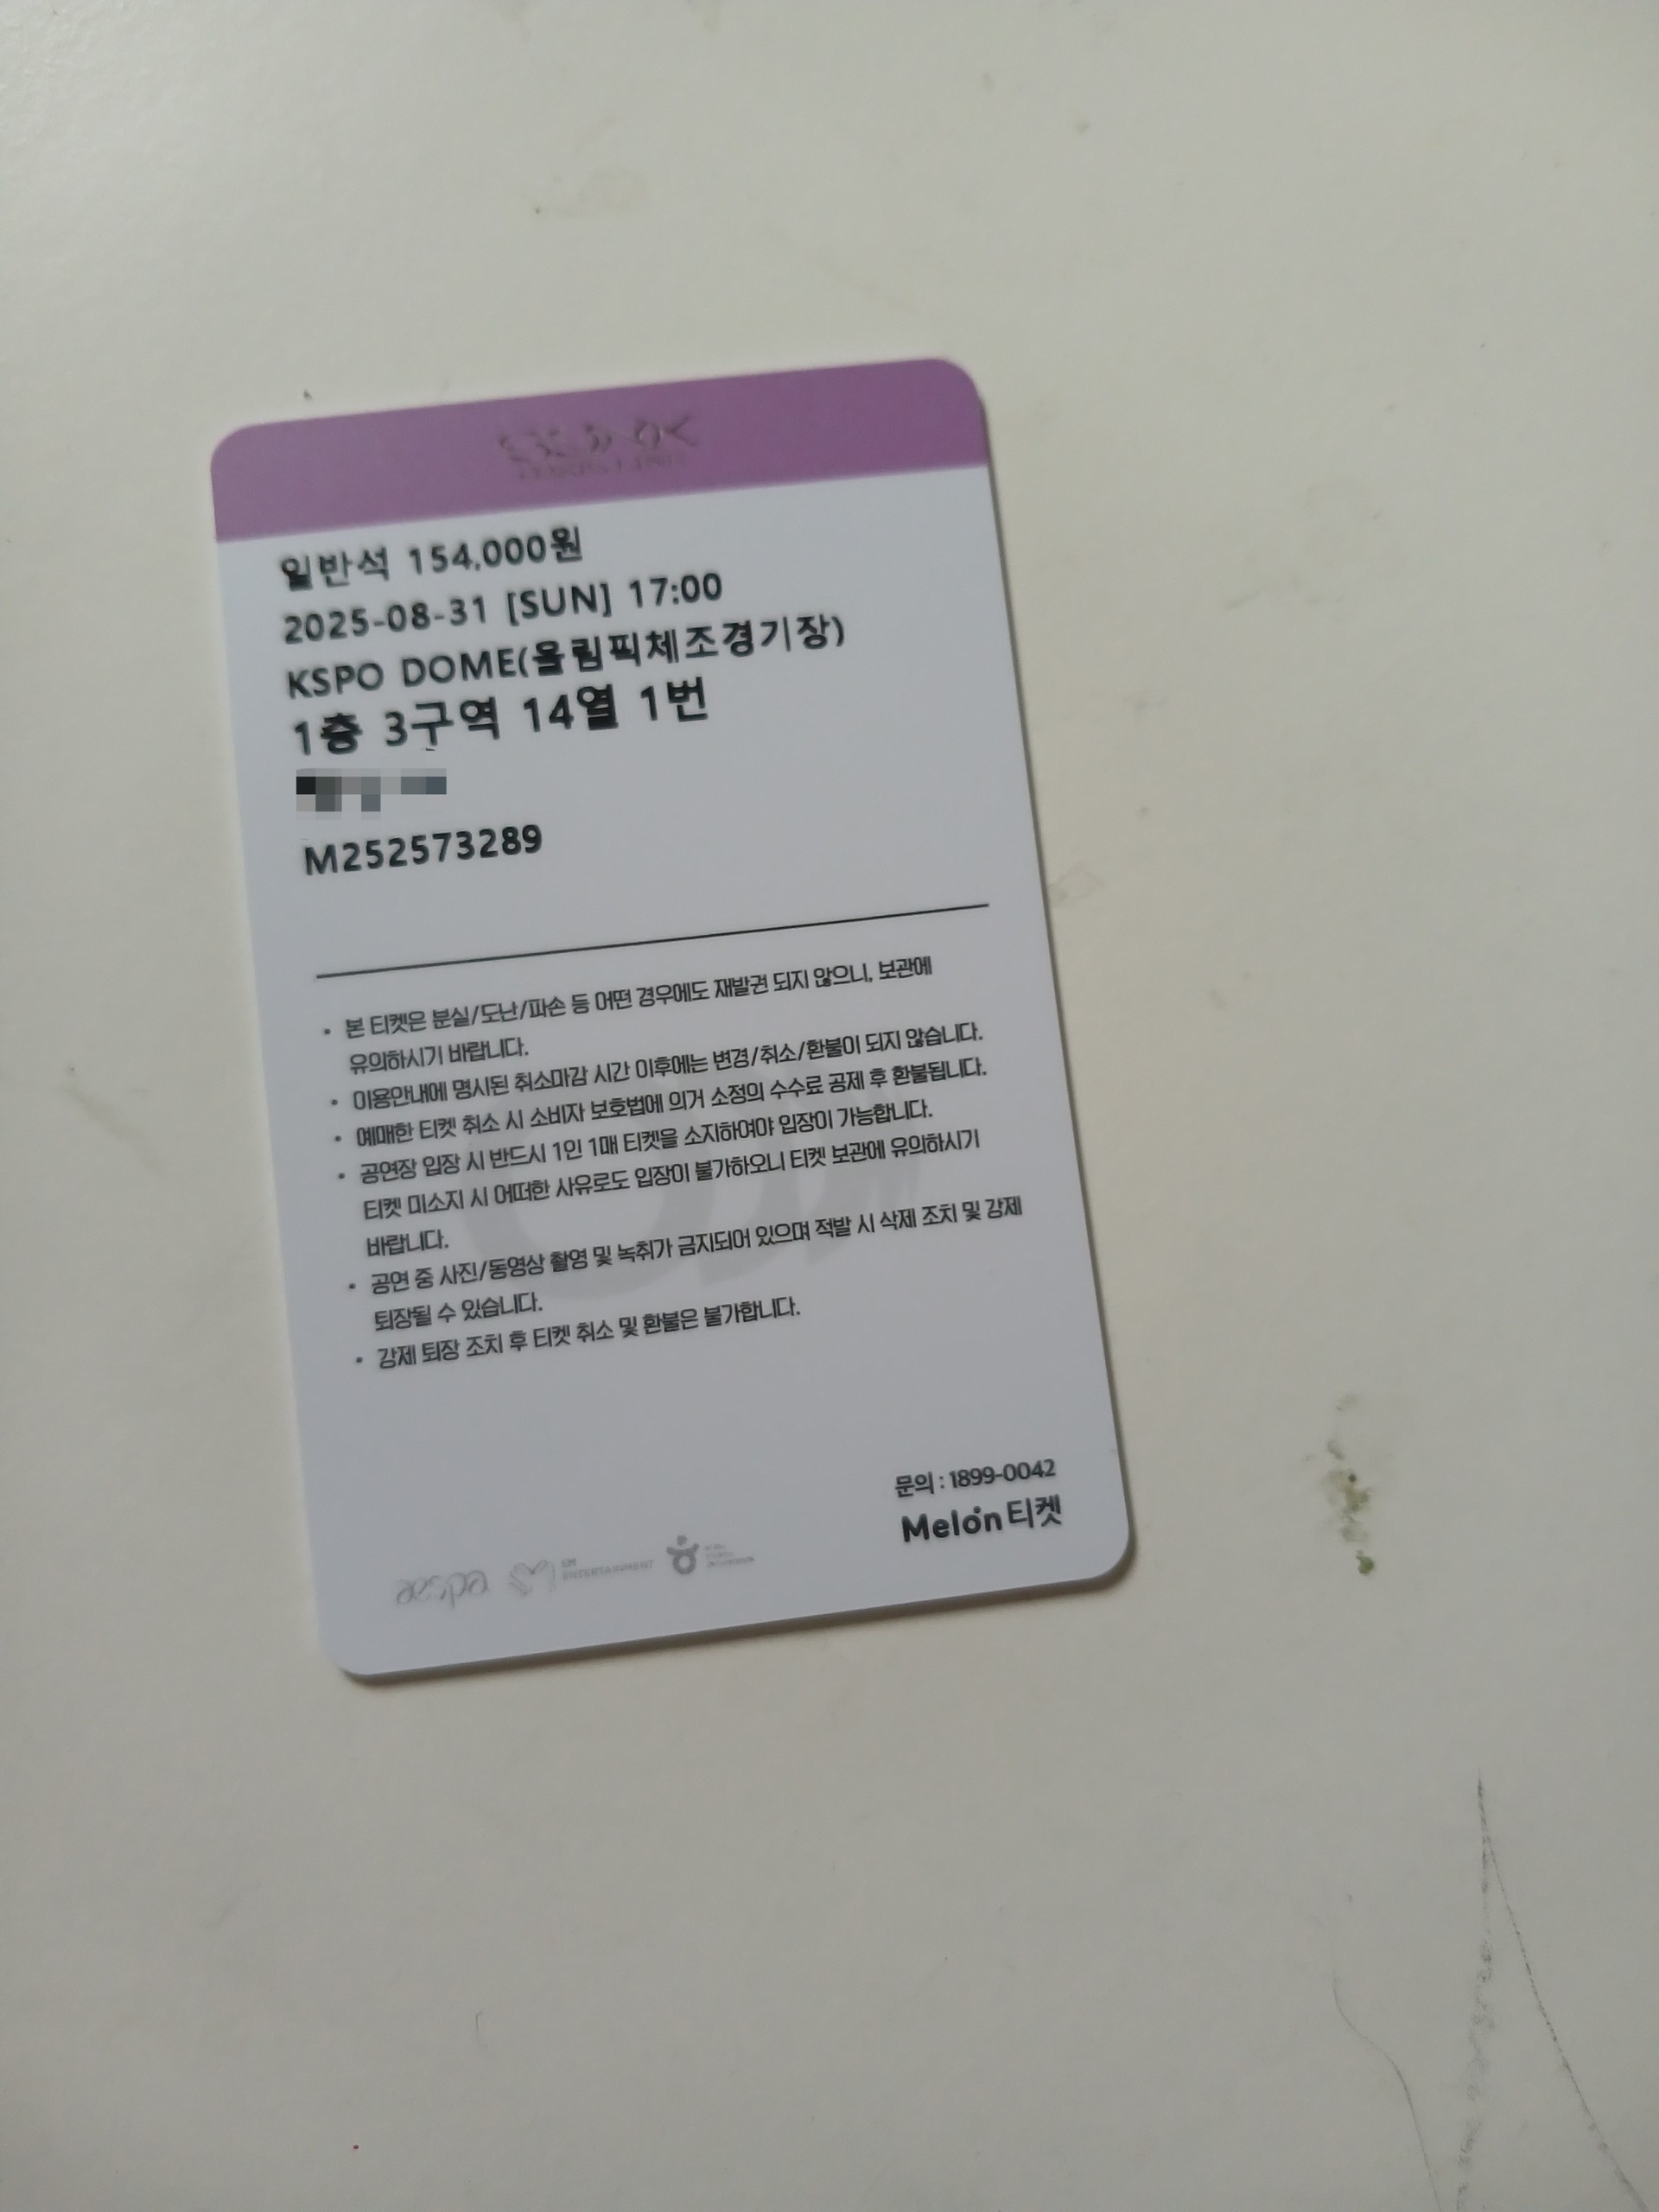 일반석 154,000원
2025-08-31 [SUN] 17:00
KSPO DOME(올림픽체조경기장)
1층 3구역 14열 1번
M252573289
• 본 티켓은 분실/도난/파손 등 어떤 경우에도 재발권 되지 않으니, 보관에
유의하시기 바랍니다.
• 이용안내에 명시된 취소마감 시간 이후에는 변경/취소/환불이 되지 않습니다.
• 예매한 티켓 취소 시 소비자 보호법에 의거 소정의 수수료 공제 후 환불됩니다.
• 공연장 입장 시 반드시 1인 1매 티켓을 소지하여야 입장이 가능합니다.
티켓 미소지 시 어떠한 사유로도 입장이 불가하오니 티켓 보관에 유의하시기
바랍니다.
• 공연 중 사진/동영상 촬영 및 녹취가 금지되어 있으며 적발 시 삭제 조치 및 강제
퇴장될 수 있습니다.
• 강제 퇴장 조치 후 티켓 취소 및 환불은 불가합니다.
문의 : 1899-0042
Melon 티켓
aespa SM ENTERTAINMENT